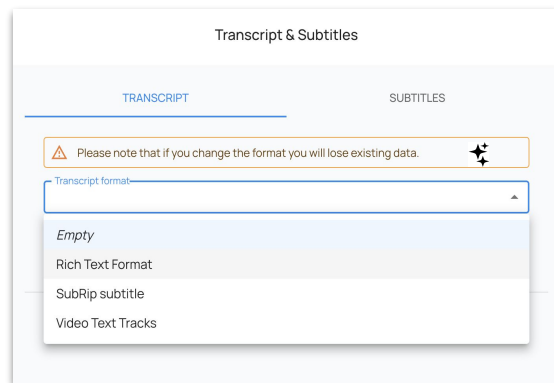 Transcript & Subtitles
TRANSCRIPT
SUBTITLES
Please note that if you change the format you will lose existing data.
Transcript format
Empty
Rich Text Format
SubRip subtitle
Video Text Tracks